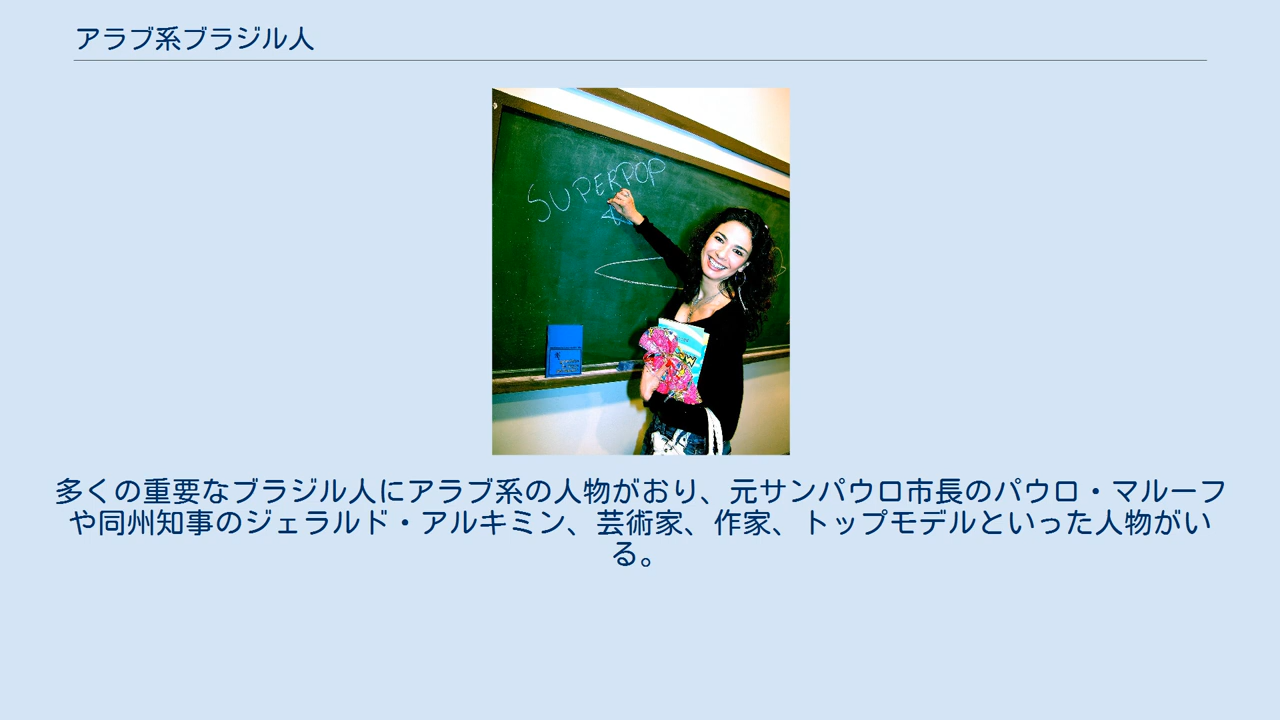 アラブ系ブラジル人
SUPERPOP
多くの重要なブラジル人にアラブ系の人物がおり、元サンパウロ市長のパウロ・マルーフ
や同州知事のジェラルド・アルキミン、芸術家、作家、トップモデルといった人物がい
る。